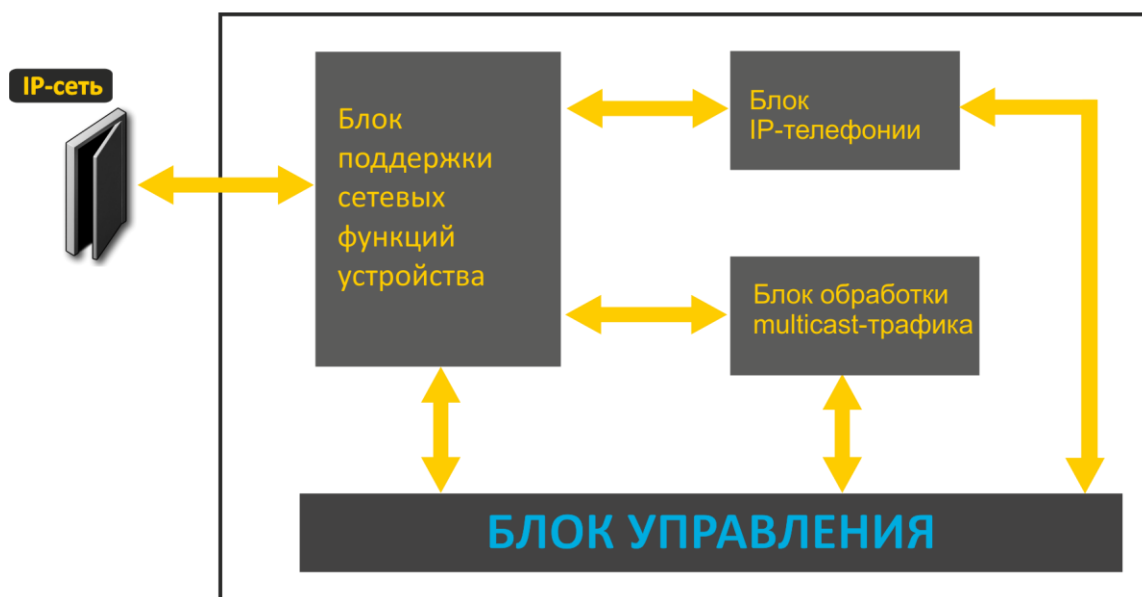 IP-сеть
Блок
поддержки
сетевых
функций
устройства
Блок
IP-телефонии
Блок обработки
multicast-трафика
БЛОК УПРАВЛЕНИЯ